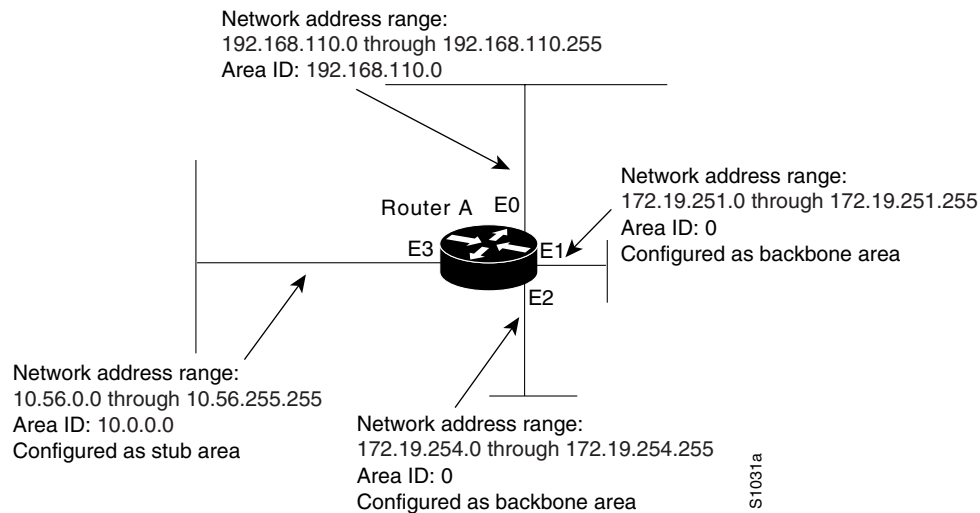 Network address range:
192.168.110.0 through 192.168.110.255
Area ID: 192.168.110.0
Network address range:
172.19.251.0 through 172.19.251.255
Area ID: 0
Configured as backbone area
Router A
E0
E3
E1
E2
Network address range:
10.56.0.0 through 10.56.255.255
Area ID: 10.0.0.0
Configured as stub area
Network address range:
172.19.254.0 through 172.19.254.255
Area ID: 0
Configured as backbone area
S1031a